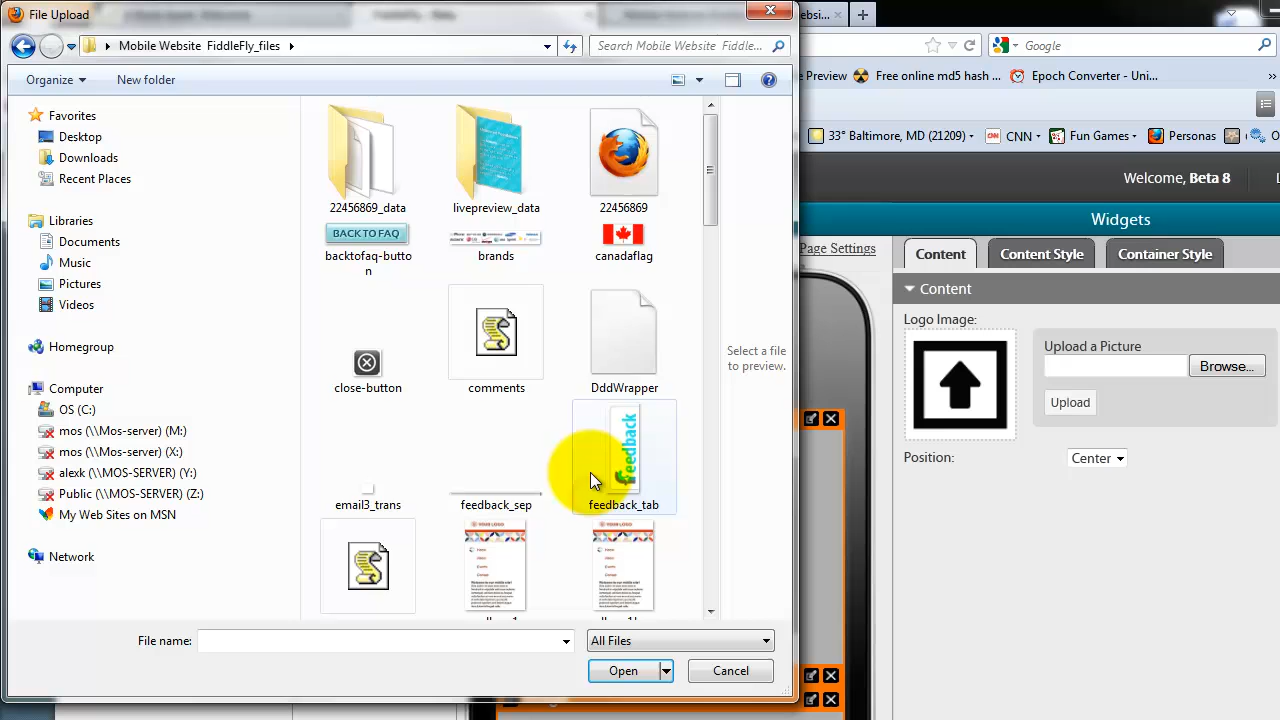 File Upload
Mobile Website FiddleFly_files
Search Mobile Website Fiddle...
Organize
New folder
Favorites
Desktop
Downloads
Recent Places
Libraries
Documents
Music
Videos
Homegroup
Computer
OS (C:)
mos (\\Mos-server) (M:)
mos (\\Mos-server) (X:)
alexk (\\MOS-SERVER) (Y:)
Public (\\MOS-SERVER) (Z:)
My Web Sites on MSN
Network
22456869_data
livepreview_data
22456869
BACK TO FAQ
backtofaq-button
brands
canadaflag
close-button
comments
DddWrapper
email3_trans
feedback_sep
feedback
feedback_tab
YOUR LOGO
YOUR LOGO
Select a file
to preview.
File name:
All Files
Open
Cancel
Google
Preview
Free online md5 hash ...
Epoch Converter - Uni...
33° Baltimore, M
CNN
Fun Games
Personas
Welcome, Beta 8
Widgets
Page Settings
Content
Content Style
Container Style
Content
Logo Image:
Upload a Picture
Browse...
Upload
Position:
Center